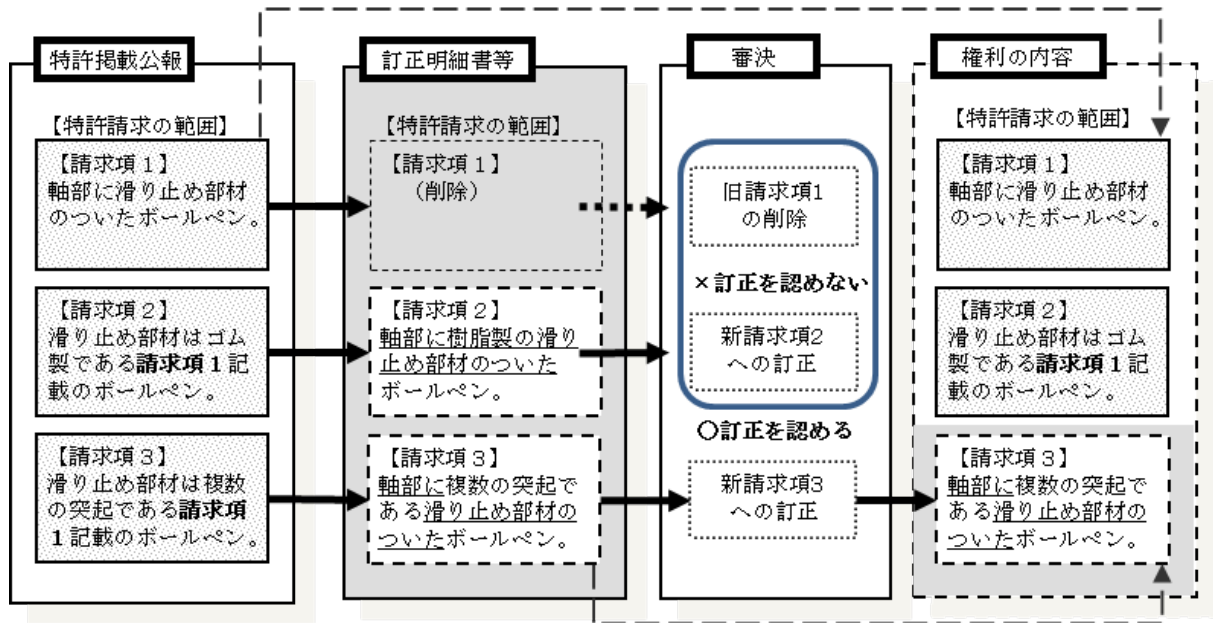 特許掲載公報
【特許請求の範囲】
【請求項１】
軸部に滑り止め部材
のついたボールペン。
【請求項２】
滑り止め部材はゴム
製である請求項１記
載のボールペン。
【請求項３】
滑り止め部材は複数
の突起である請求項
１記載のボールペン。
訂正明細書等
【特許請求の範囲】
【請求項１】
（削除）
【請求項２】
軸部に樹脂製の滑り
止め部材のついた
ボールペン。
【請求項３】
軸部に複数の突起で
ある滑り止め部材の
ついたボールペン。
審決
旧請求項1
の削除
×訂正を認めない
新請求項2
への訂正
〇訂正を認める
新請求項3
への訂正
権利の内容
【特許請求の範囲】
【請求項１】
軸部に滑り止め部材
のついたボールペン。
【請求項２】
滑り止め部材はゴム
製である請求項１記
載のボールペン。
【請求項３】
軸部に複数の突起で
ある滑り止め部材の
ついたボールペン。